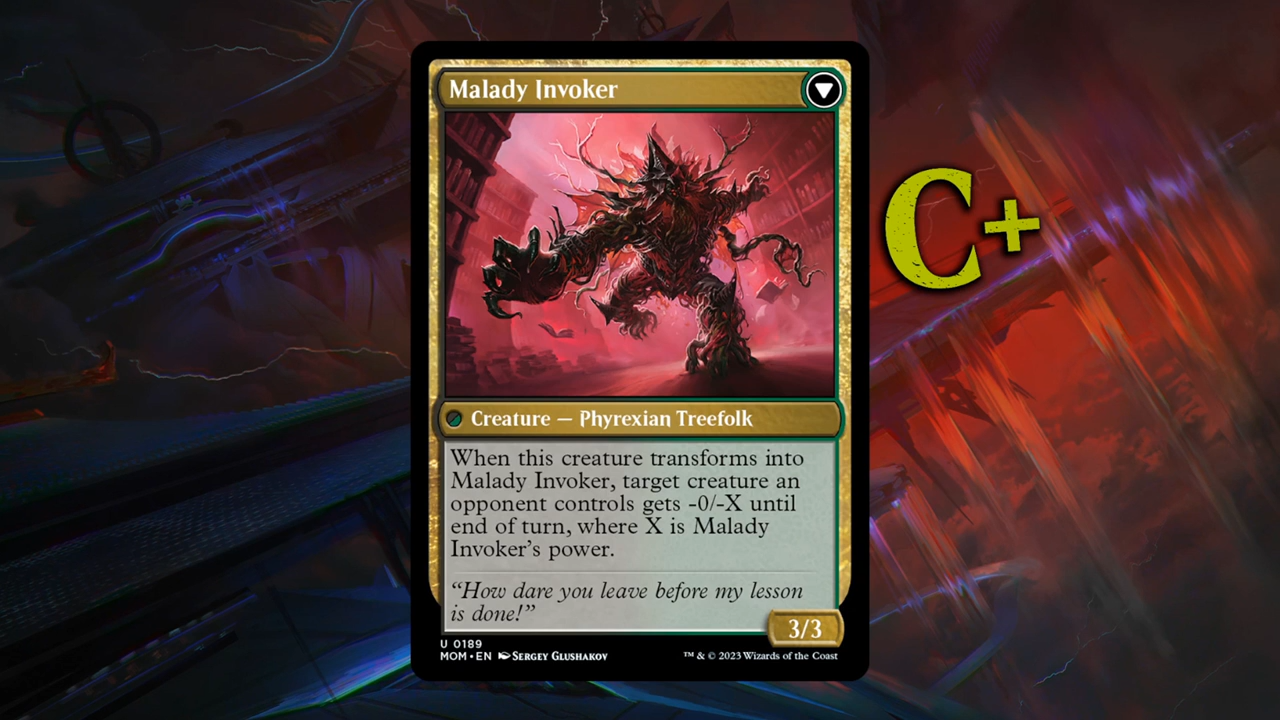 Malady Invoker
C+
Creature — Phyrexian Treefolk
When this creature transforms into
Malady Invoker, target creature an
opponent controls gets -0/-X until
end of turn, where X is Malady
Invoker's power.
“How dare you leave before my lesson
is done!”
3/3
U 0189
MOM • EN Sergey Glushakov
™ & © 2023 Wizards of the Coast